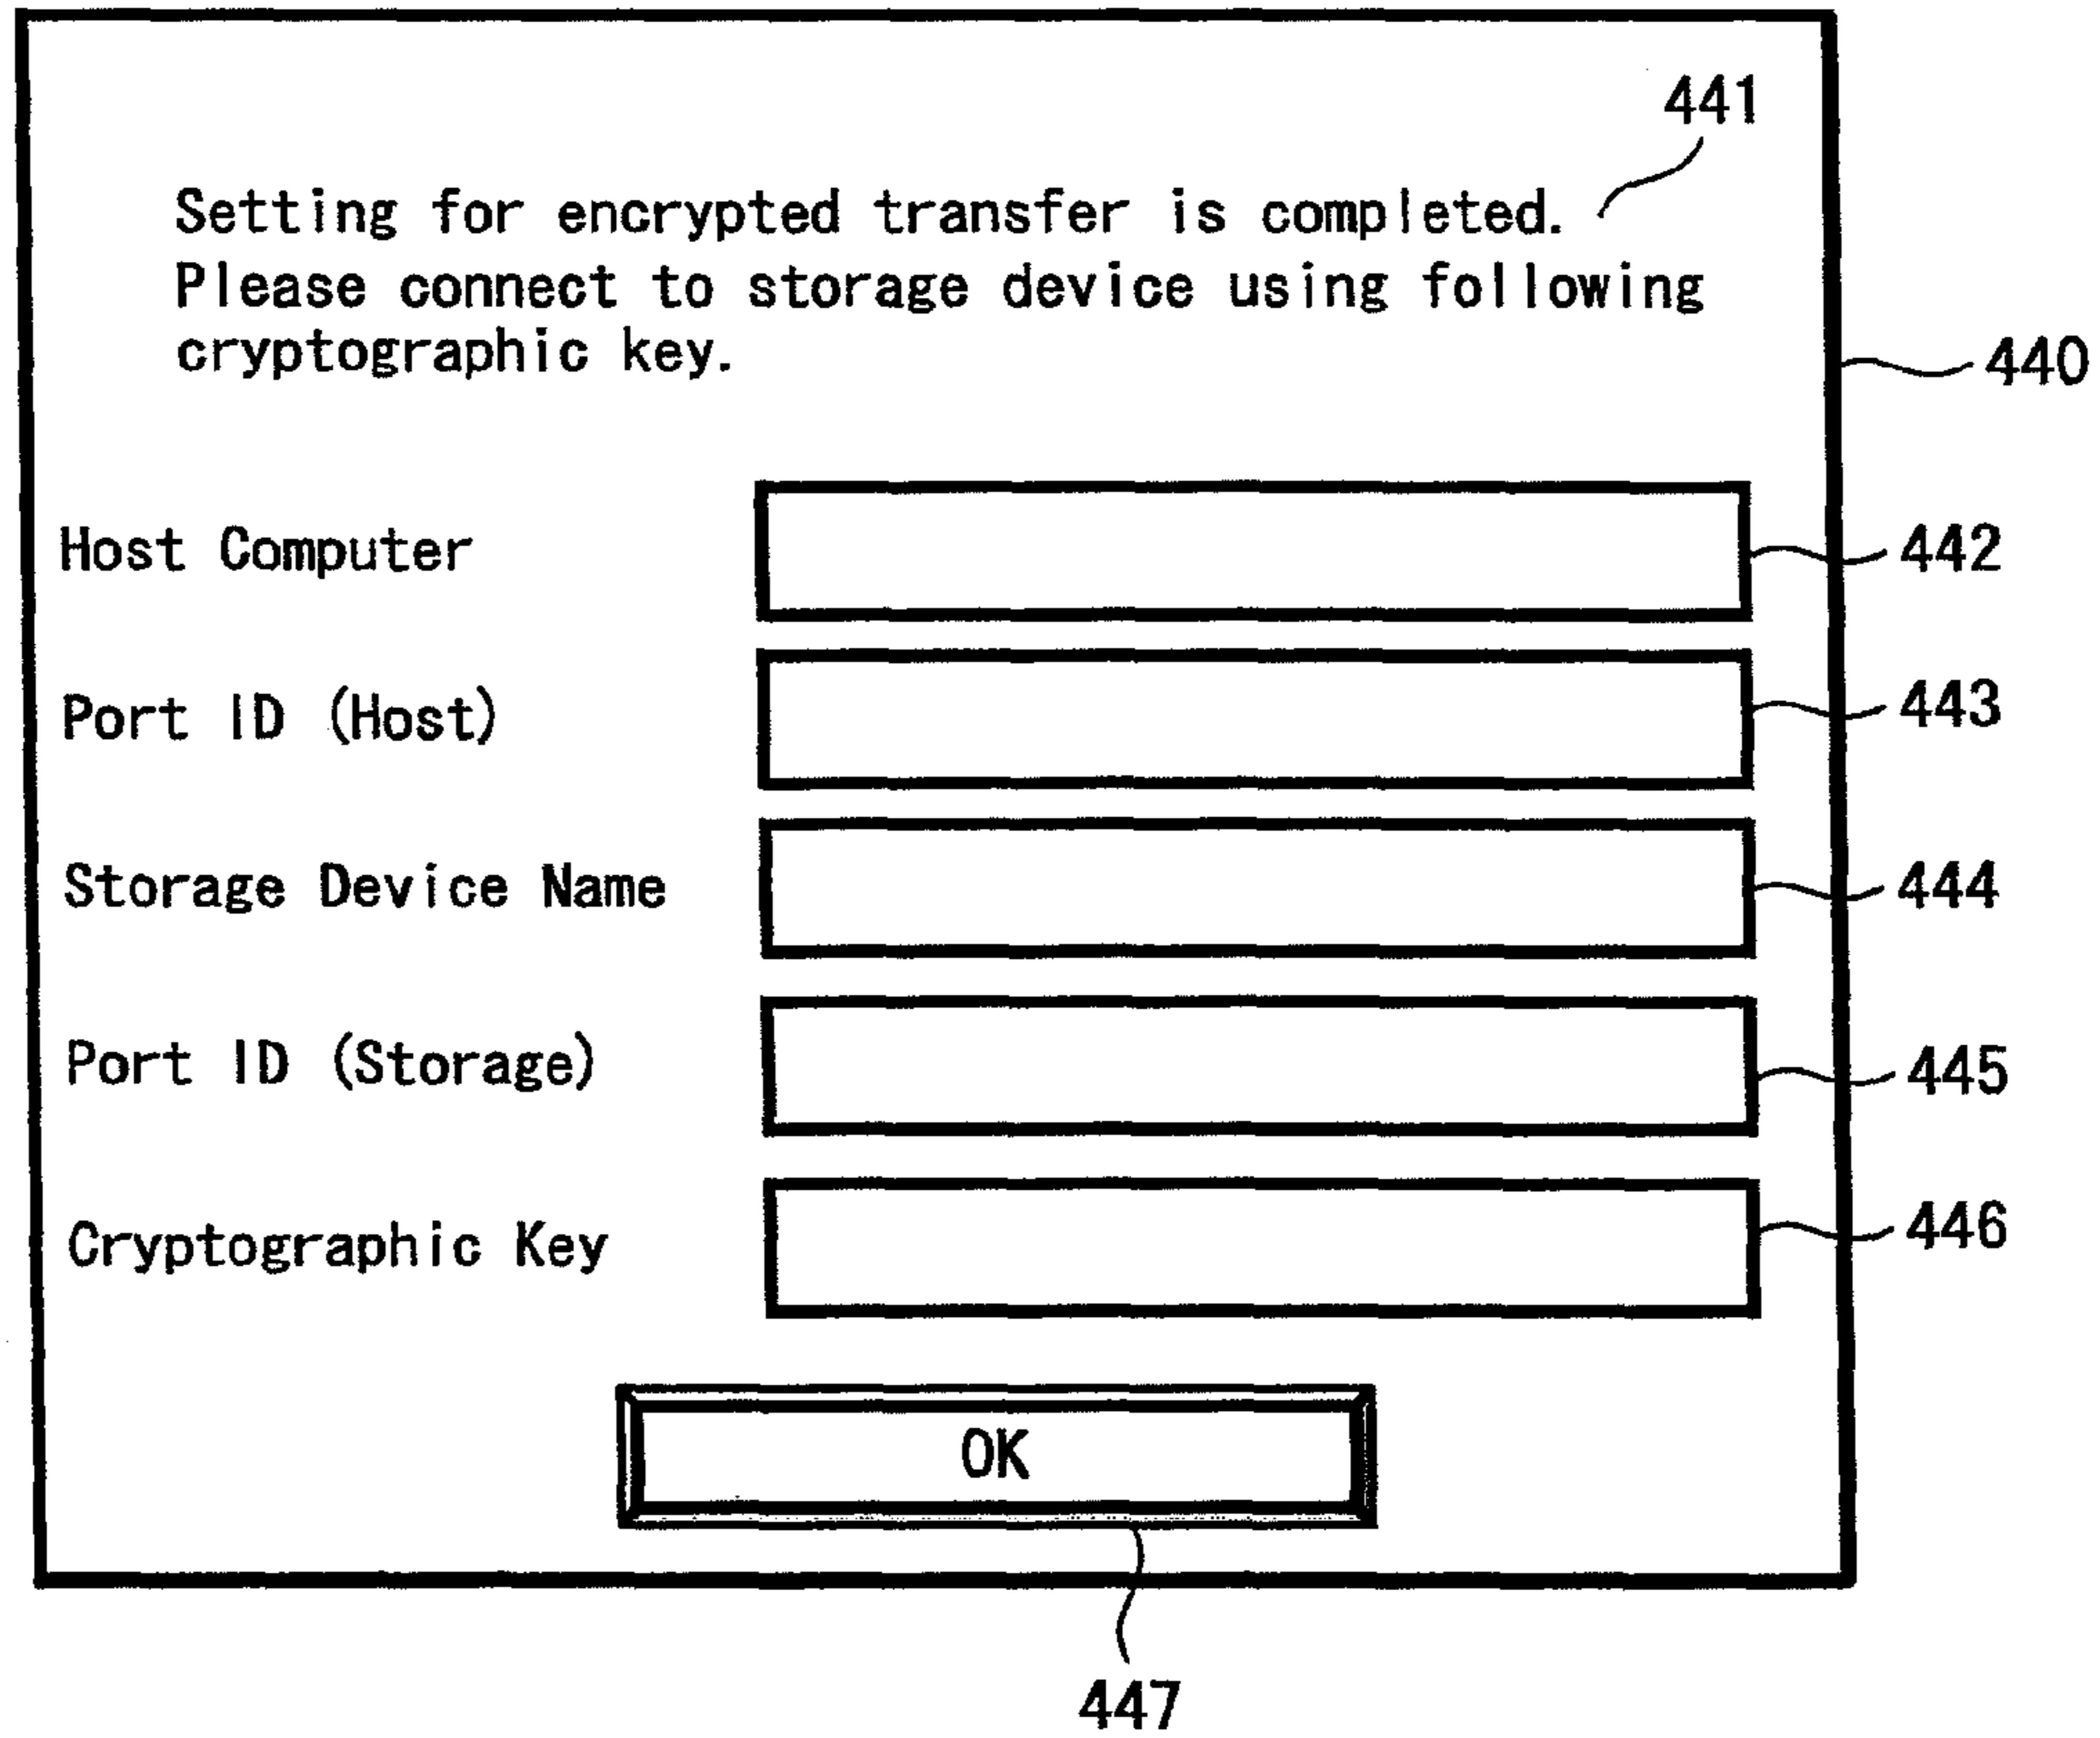 441
Setting for encrypted transfer is completed.
Please connect to storage device using following
cryptographic key.
440
Host Computer 442
Port ID (Host) 443
Storage Device Name 444
Port ID (Storage) 445
Cryptographic Key 446
OK
447